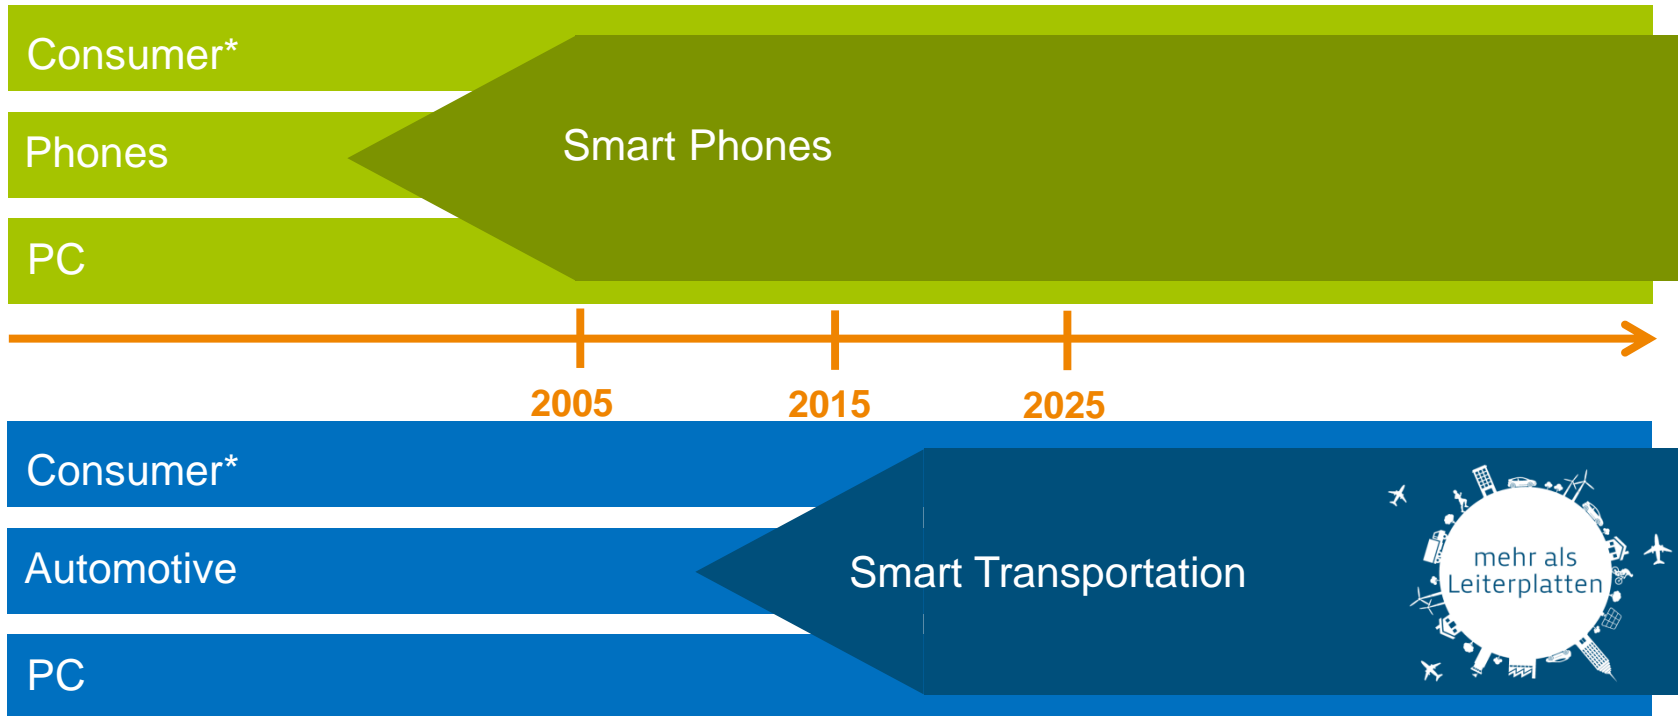 Consumer*
Phones
Smart Phones
PC
2005
2015
2025
Consumer*
Automotive
Smart Transportation
PC
mehr als
Leiterplatten